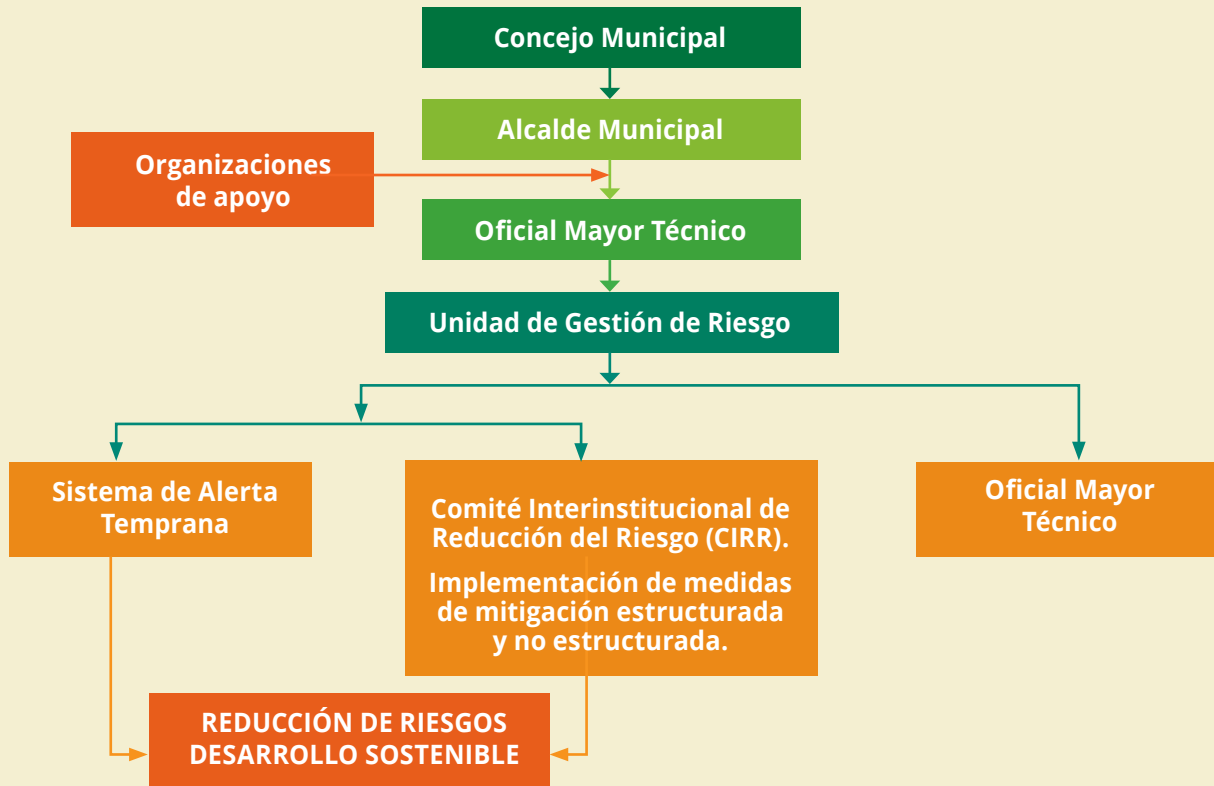 Concejo Municipal
Alcalde Municipal
Organizaciones
de apoyo
Oficial Mayor Técnico
Unidad de Gestión de Riesgo
Sistema de Alerta
Temprana
Comité Interinstitucional de
Reducción del Riesgo (CIRR).
Implementación de medidas
de mitigación estructurada
y no estructurada.
Oficial Mayor
Técnico
REDUCCIÓN DE RIESGOS
DESARROLLO SOSTENIBLE